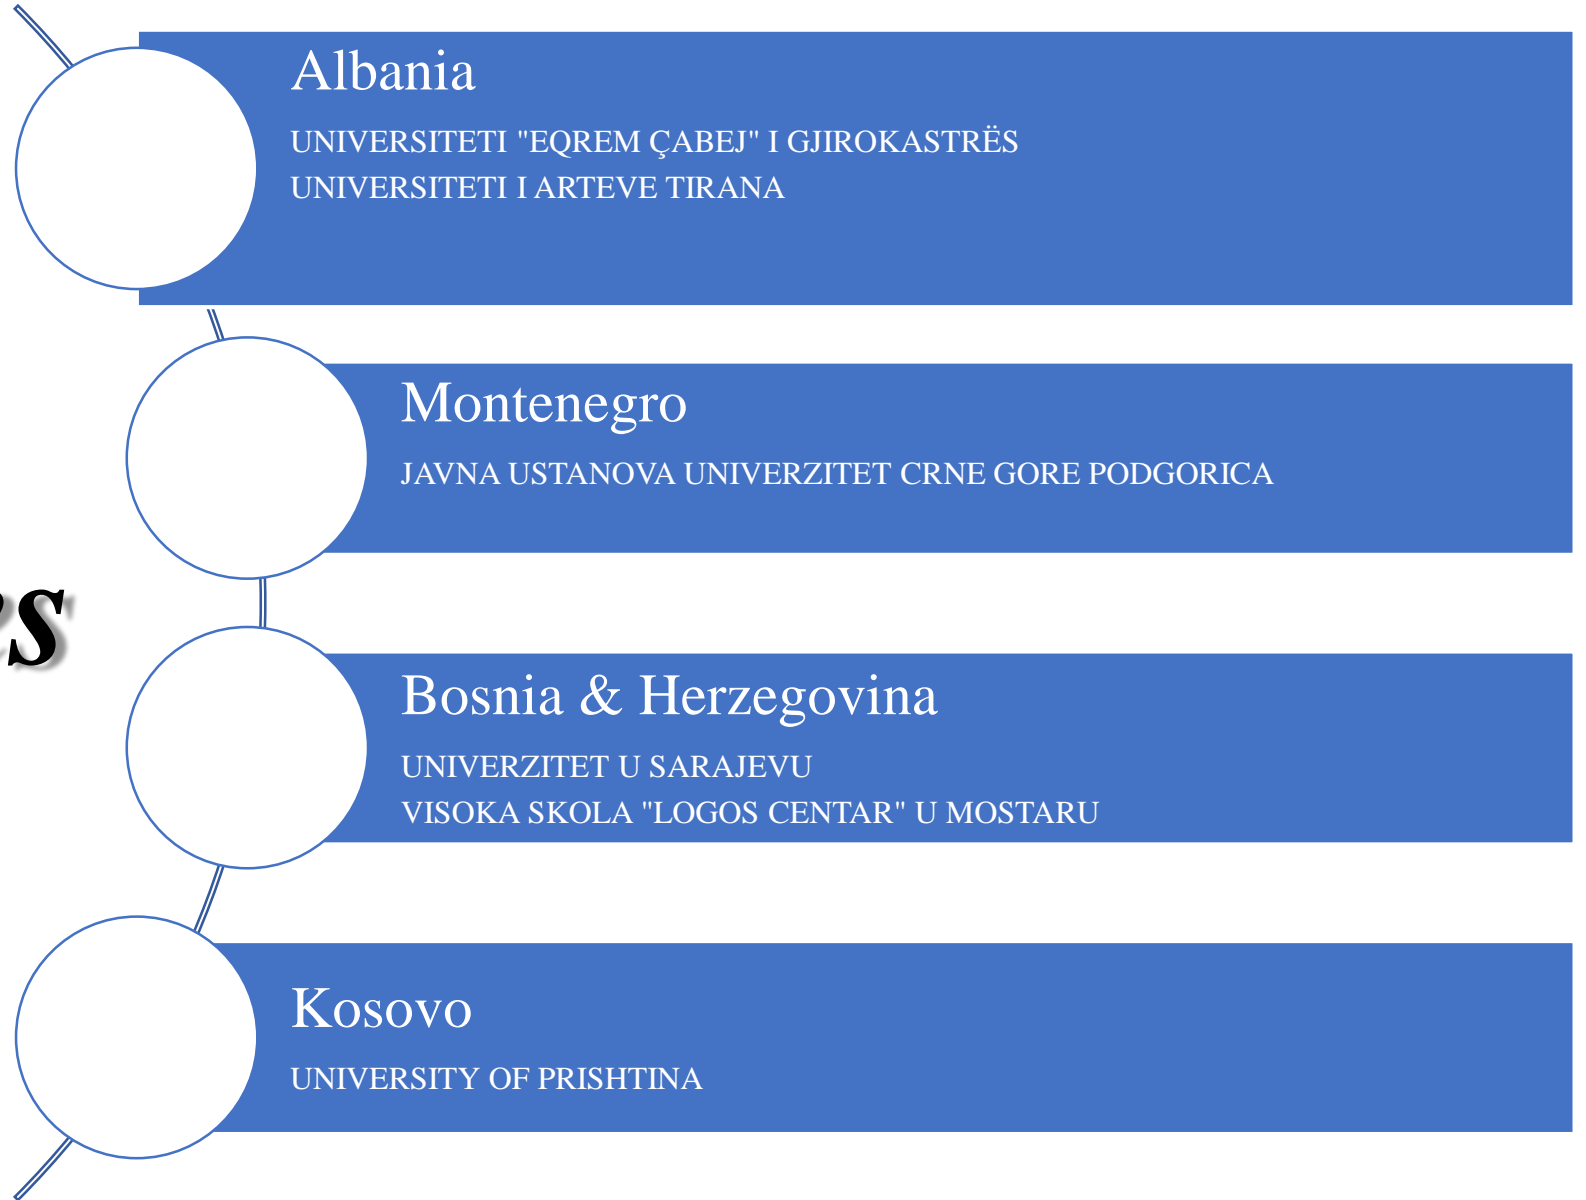 Albania
UNIVERSITETI "EQREM ÇABEJ" I GJIROKASTRËS
UNIVERSITETI I ARTEVE TIRANA
Montenegro
JAVNA USTANOVA UNIVERZITET CRNE GORE PODGORICA
Bosnia & Herzegovina
UNIVERZITET U SARAJEVU
VISOKA SKOLA "LOGOS CENTAR" U MOSTARU
Kosovo
UNIVERSITY OF PRISHTINA